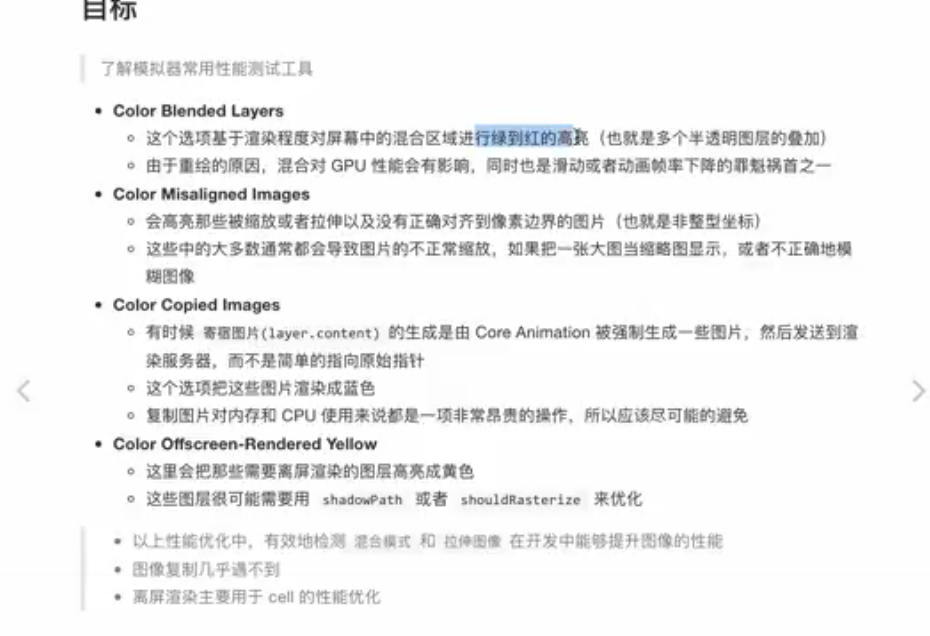 目标
了解模拟器常用性能测试工具
• Color Blended Layers
◦ 这个选项基于渲染程度对屏幕中的混合区域进行绿到红的高亮（也就是多个半透明图层的叠加）
◦ 由于重绘的原因，混合对 GPU 性能会有影响，同时也是滑动或者动画帧率下降的罪魁祸首之一
• Color Misaligned Images
◦ 会高亮那些被缩放或者拉伸以及没有正确对齐到像素边界的图片（也就是非整型坐标）
◦ 这些中的大多数通常都会导致图片的不正常缩放，如果把一张大图当缩略图显示，或者不正确地模
糊图像
• Color Copied Images
◦ 有时候 寄宿图片(layer.content) 的生成是由 Core Animation 被强制生成一些图片，然后发送到渲
染服务器，而不是简单的指向原始指针
◦ 这个选项把这些图片渲染成蓝色
◦ 复制图片对内存和 CPU 使用来说都是一项非常昂贵的操作，所以应该尽可能的避免
• Color Offscreen-Rendered Yellow
◦ 这里会把那些需要离屏渲染的图层高亮成黄色
◦ 这些图层很可能需要用 shadowPath 或者 shouldRasterize 来优化
• 以上性能优化中，有效地检测 混合模式 和 拉伸图像 在开发中能够提升图像的性能
• 图像复制几乎遇不到
• 离屏渲染主要用于 cell 的性能优化